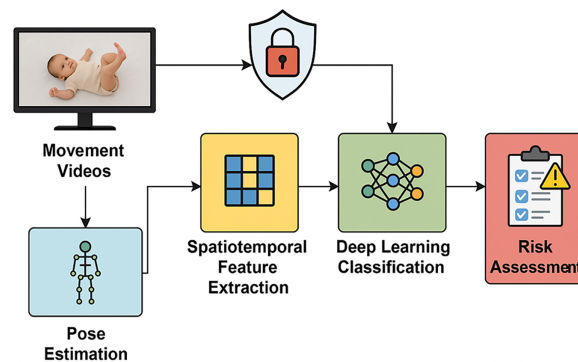 Movement
Videos
Pose
Estimation
Spatiotemporal
Feature
Extraction
Deep Learning
Classification
Risk
Assessment